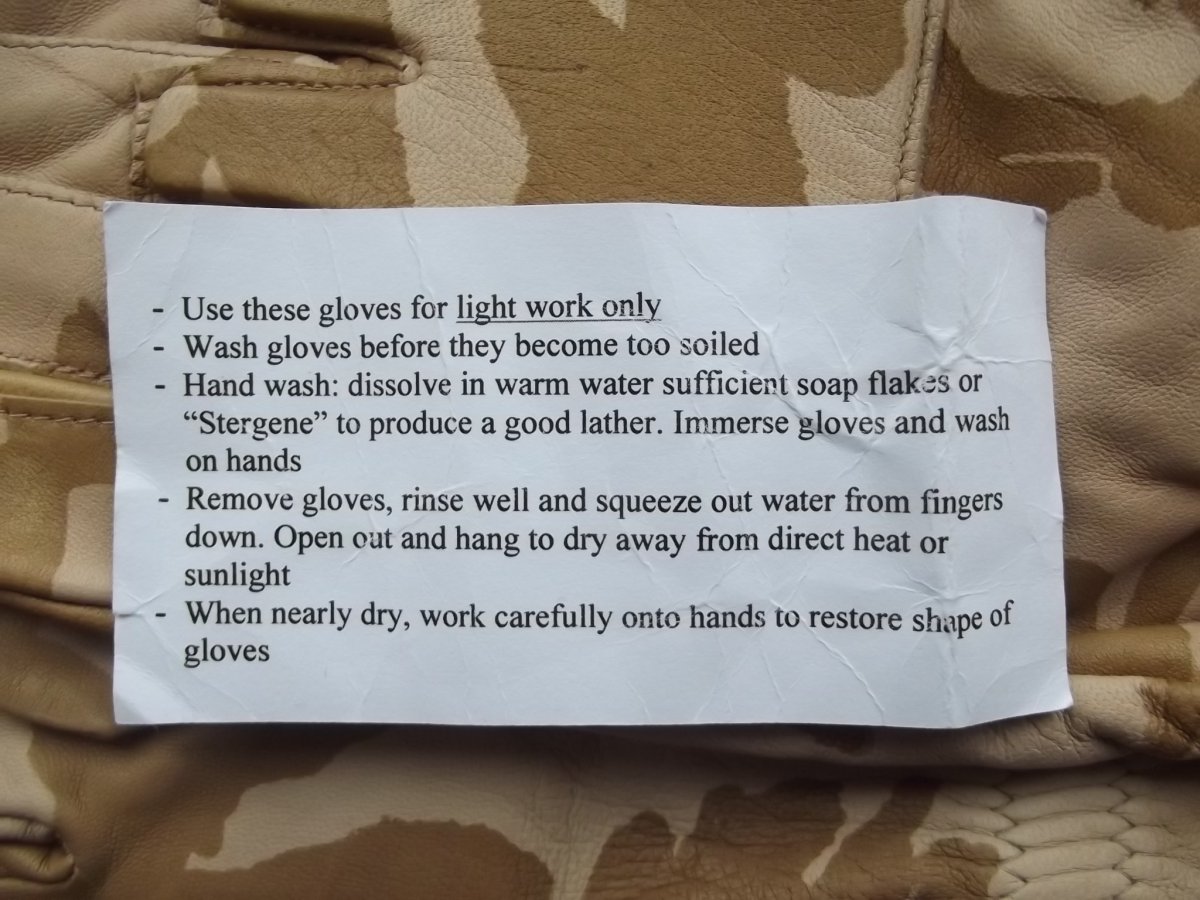 - Use these gloves for light work only
- Wash gloves before they become too soiled
- Hand wash: dissolve in warm water sufficient soap flakes or
“Stergene” to produce a good lather. Immerse gloves and wash
on hands
- Remove gloves, rinse well and squeeze out water from fingers
down. Open out and hang to dry away from direct heat or
sunlight
- When nearly dry, work carefully onto hands to restore shape of
gloves